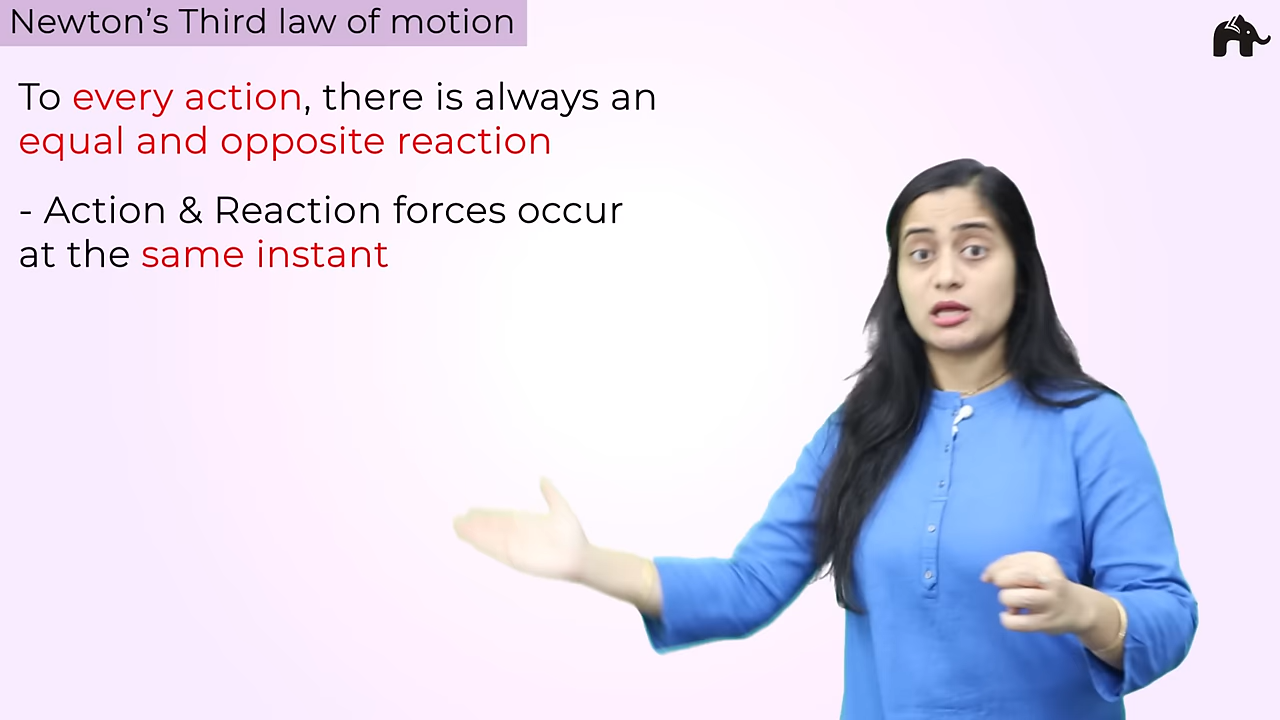 Newton’s Third law of motion
To every action, there is always an
equal and opposite reaction
- Action & Reaction forces occur
at the same instant